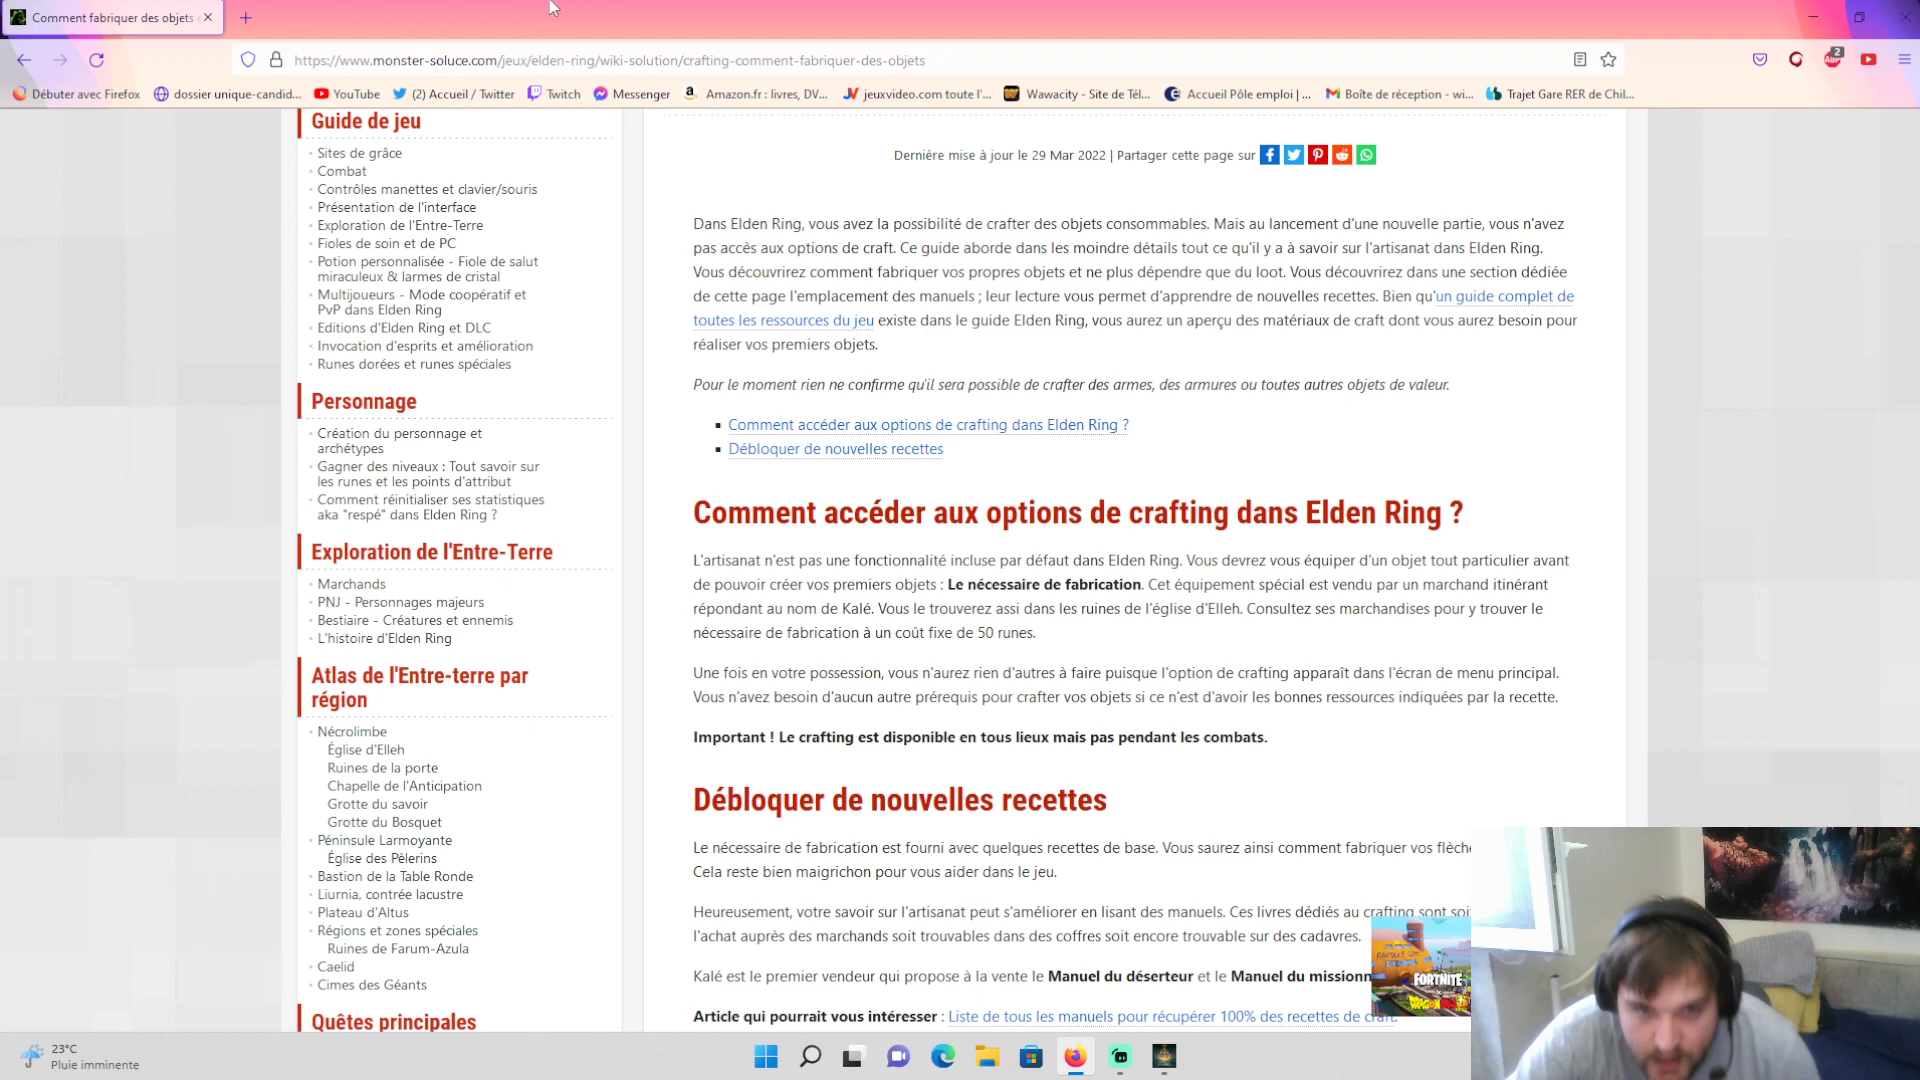 Comment fabriquer des objets
https://www.monster-soluce.com/jeux/elden-ring/wiki-solution/crafting-comment-fabriquer-des-objets
2
Débuter avec Firefox
dossier unique-candid...
YouTube
(2) Accueil / Twitter
Twitch
Messenger
Amazon.fr : livres, DV...
jeuxvideo.com toute l'...
Wawacity - Site de Tél...
Accueil Pôle emploi | ...
Boîte de réception - wi...
Trajet Gare RER de Chil...
Guide de jeu
Sites de grâce
Combat
Contrôles manettes et clavier/souris
Présentation de l'interface
Exploration de l'Entre-Terre
Fioles de soin et de PC
Potion personnalisée - Fiole de salut
miraculeux & larmes de cristal
Multijoueurs - Mode coopératif et
PvP dans Elden Ring
Editions d'Elden Ring et DLC
Invocation d'esprits et amélioration
Runes dorées et runes spéciales
Personnage
Création du personnage et
archétypes
Gagner des niveaux : Tout savoir sur
les runes et les points d'attribut
Comment réinitialiser ses statistiques
aka "respé" dans Elden Ring ?
Exploration de l'Entre-Terre
Marchands
PNJ - Personnages majeurs
Bestiaire - Créatures et ennemis
L'histoire d'Elden Ring
Atlas de l'Entre-terre par
région
Nécrolimbe
Église d'Elleh
Ruines de la porte
Chapelle de l'Anticipation
Grotte du savoir
Grotte du Bosquet
Péninsule Larmoyante
Église des Pèlerins
Bastion de la Table Ronde
Liurnia, contrée lacustre
Plateau d'Altus
Régions et zones spéciales
Ruines de Farum-Azula
Caelid
Cimes des Géants
Quêtes principales
Dernière mise à jour le 29 Mar 2022 | Partager cette page sur
Dans Elden Ring, vous avez la possibilité de crafter des objets consommables. Mais au lancement d'une nouvelle partie, vous n'avez
pas accès aux options de craft. Ce guide aborde dans les moindre détails tout ce qu'il y a à savoir sur l'artisanat dans Elden Ring.
Vous découvrirez comment fabriquer vos propres objets et ne plus dépendre que du loot. Vous découvrirez dans une section dédiée
de cette page l'emplacement des manuels ; leur lecture vous permet d'apprendre de nouvelles recettes. Bien qu'un guide complet de
toutes les ressources du jeu existe dans le guide Elden Ring, vous aurez un aperçu des matériaux de craft dont vous aurez besoin pour
réaliser vos premiers objets.
Pour le moment rien ne confirme qu'il sera possible de crafter des armes, des armures ou toutes autres objets de valeur.
Comment accéder aux options de crafting dans Elden Ring ?
Débloquer de nouvelles recettes
Comment accéder aux options de crafting dans Elden Ring ?
L'artisanat n'est pas une fonctionnalité incluse par défaut dans Elden Ring. Vous devrez vous équiper d'un objet tout particulier avant
de pouvoir créer vos premiers objets : Le nécessaire de fabrication. Cet équipement spécial est vendu par un marchand itinérant
répondant au nom de Kalé. Vous le trouverez assi dans les ruines de l'église d'Elleh. Consultez ses marchandises pour y trouver le
nécessaire de fabrication à un coût fixe de 50 runes.
Une fois en votre possession, vous n'aurez rien d'autres à faire puisque l'option de crafting apparaît dans l'écran de menu principal.
Vous n'avez besoin d'aucun autre prérequis pour crafter vos objets si ce n'est d'avoir les bonnes ressources indiquées par la recette.
Important ! Le crafting est disponible en tous lieux mais pas pendant les combats.
Débloquer de nouvelles recettes
Le nécessaire de fabrication est fourni avec quelques recettes de base. Vous saurez ainsi comment fabriquer vos flèche
Cela reste bien maigrichon pour vous aider dans le jeu.
Heureusement, votre savoir sur l'artisanat peut s'améliorer en lisant des manuels. Ces livres dédiés au crafting sont soi
l'achat auprès des marchands soit trouvables dans des coffres soit encore trouvable sur des cadavres.
Kalé est le premier vendeur qui propose à la vente le Manuel du déserteur et le Manuel du missionn
Article qui pourrait vous intéresser : Liste de tous les manuels pour récupérer 100% des recettes de craft.
FORTNITE
23°C
Pluie imminente